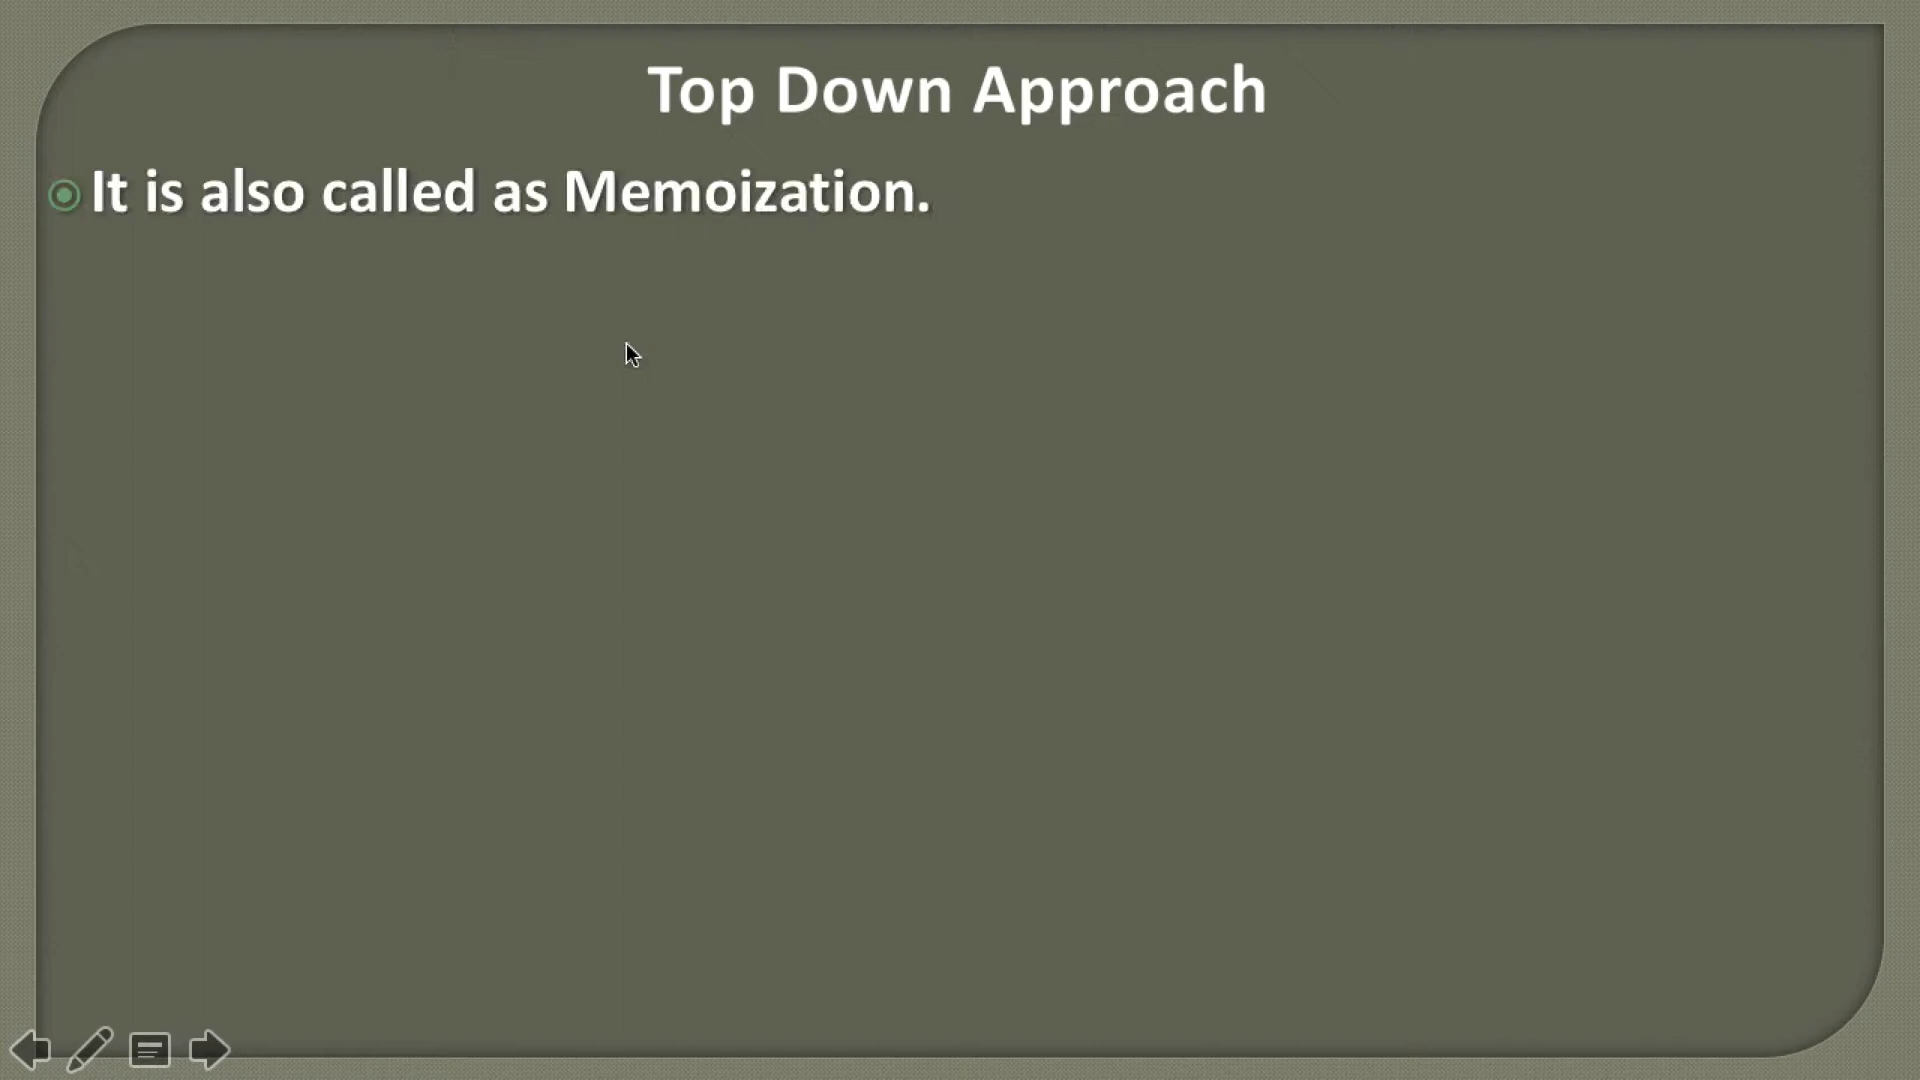 Top Down Approach
It is also called as Memoization.